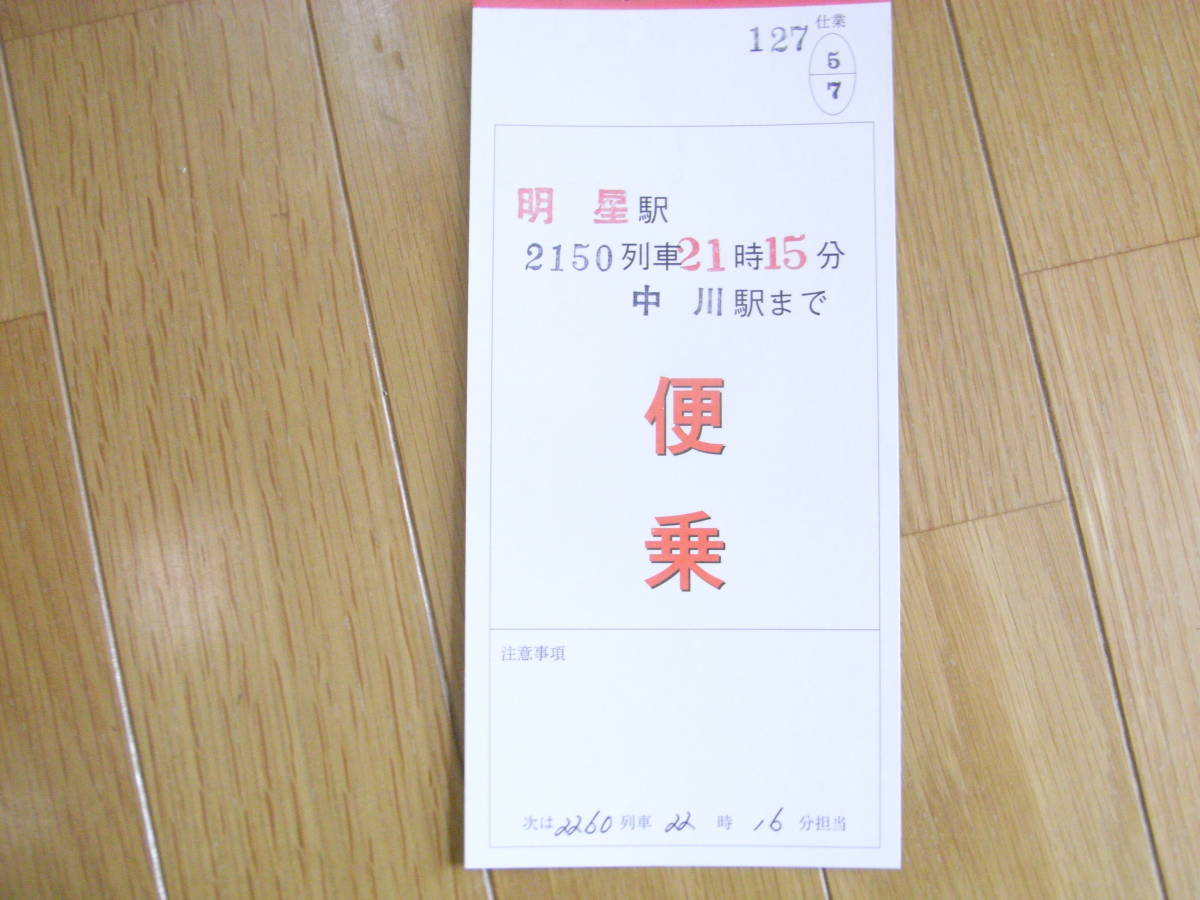 仕業
127
5
7
明星駅
2150列車21時15分
中川駅まで
便
乗
注意事項
次は2260列車22時16分担当